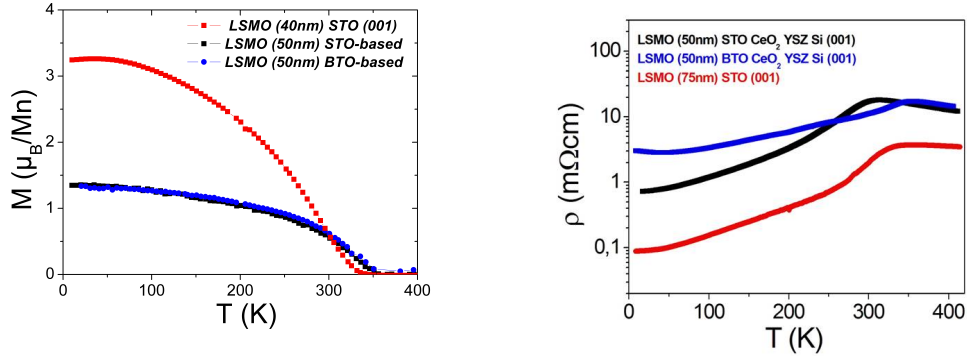 LSMO (40nm) STO (001)
LSMO (50nm) STO-based
LSMO (50nm) BTO-based
M (μB/Mn)
4
3
2
1
0
0
100
200
300
400
T (K)
LSMO (50nm) STO CeO2 YSZ Si (001)
LSMO (50nm) BTO CeO2 YSZ Si (001)
LSMO (75nm) STO (001)
ρ (mΩcm)
100
10
1
0,1
0
100
200
300
400
T (K)